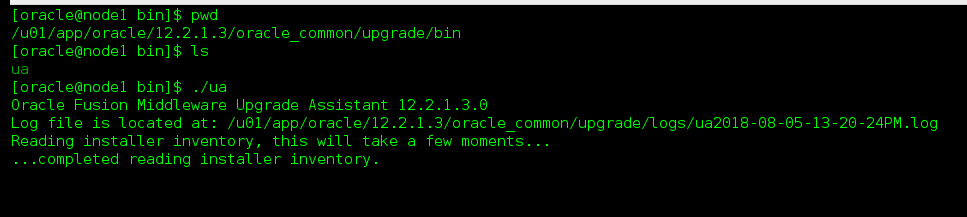 [oracle@node1 bin]$ pwd
/u01/app/oracle/12.2.1.3/oracle_common/upgrade/bin
[oracle@node1 bin]$ ls
ua
[oracle@node1 bin]$ ./ua
Oracle Fusion Middleware Upgrade Assistant 12.2.1.3.0
Log file is located at: /u01/app/oracle/12.2.1.3/oracle_common/upgrade/logs/ua2018-08-05-13-20-24PM.log
Reading installer inventory, this will take a few moments...
...completed reading installer inventory.